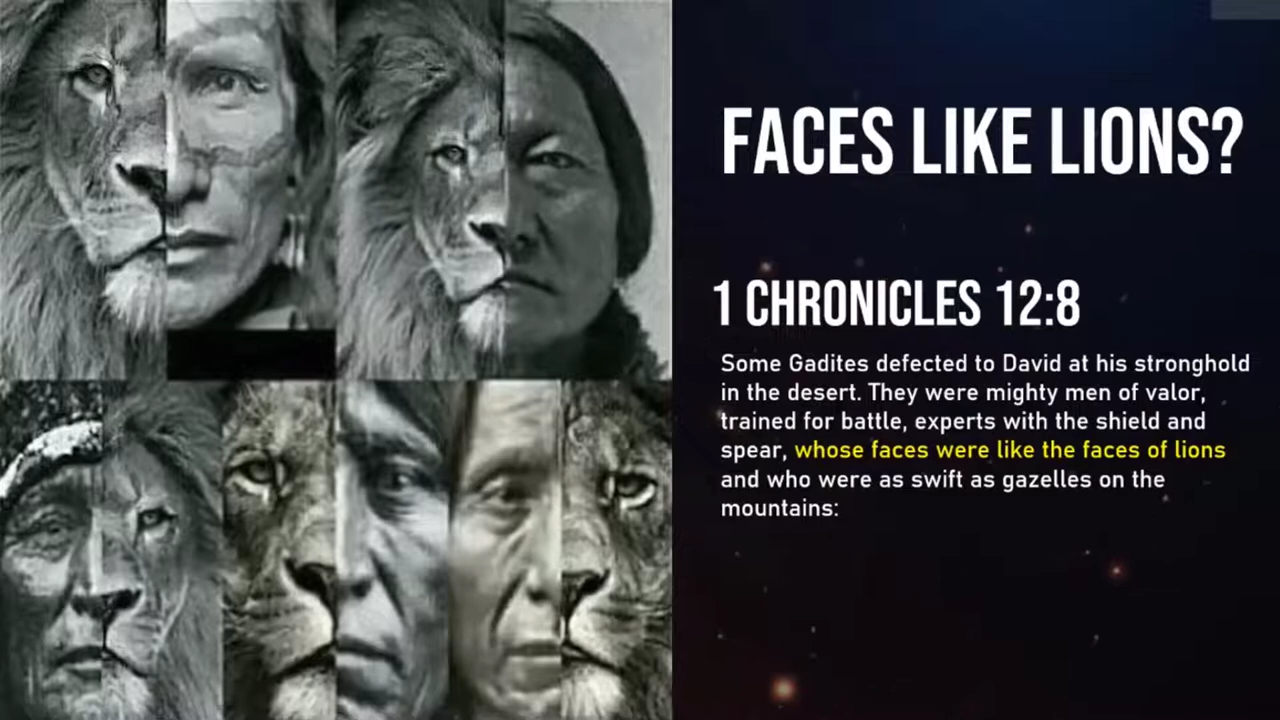 FACES LIKE LIONS?
1 CHRONICLES 12:8
Some Gadites defected to David at his stronghold
in the desert. They were mighty men of valor,
trained for battle, experts with the shield and
spear, whose faces were like the faces of lions
and who were as swift as gazelles on the
mountains: